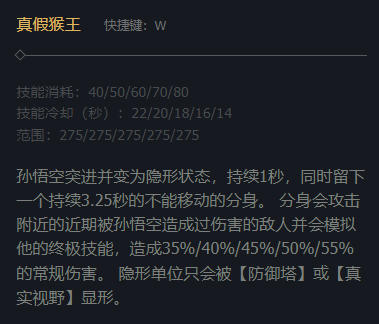 真假猴王 快捷键：W
技能消耗：40/50/60/70/80
技能冷却（秒）：22/20/18/16/14
范围：275/275/275/275/275
孙悟空突进并变为隐形状态，持续1秒，同时留下
一个持续3.25秒的不能移动的分身。 分身会攻击
附近的近期被孙悟空造成过伤害的敌人并会模拟
他的终极技能，造成35%/40%/45%/50%/55%
的常规伤害。 隐形单位只会被【防御塔】或【真
实视野】显形。